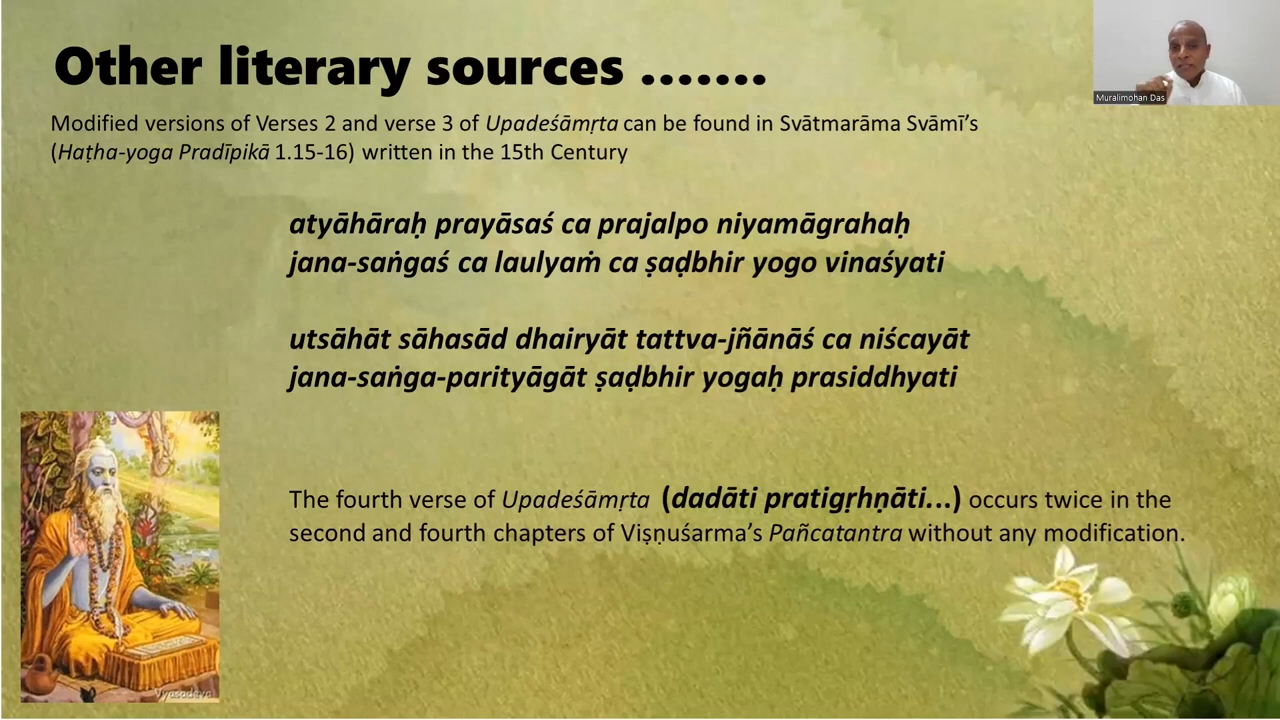 Other literary sources .......
Muralimohan Das
Modified versions of Verses 2 and verse 3 of Upadeśāmṛta can be found in Svātmarāma Svāmī’s
(Haṭha-yoga Pradīpikā 1.15-16) written in the 15th Century
atyāhāraḥ prayāsaś ca prajalpo niyamāgrahaḥ
jana-saṅgaś ca laulyaṁ ca ṣaḍbhir yogo vinaśyati
utsāhāt sāhasād dhairyāt tattva-jñānāś ca niścayāt
jana-saṅga-parityāgāt ṣaḍbhir yogaḥ prasiddhyati
The fourth verse of Upadeśāmṛta (dadāti pratigṛhṇāti...) occurs twice in the
second and fourth chapters of Viṣṇuśarma’s Pañcatantra without any modification.
Vyasadeva